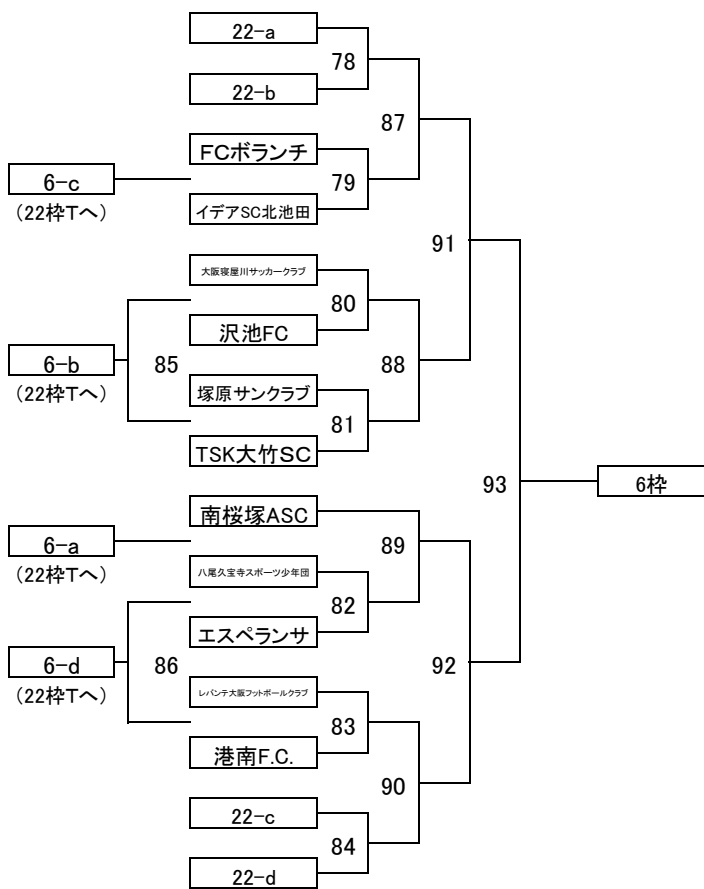 22-a
78
22-b
87
FCボランチ
6-c
79
(22枠Tへ)
イデアSC北池田
91
大阪寝屋川サッカークラブ
80
沢池FC
6-b
85
88
(22枠Tへ)
塚原サンクラブ
81
TSK大竹SC
93
6枠
南桜塚ASC
6-a
89
(22枠Tへ)
八尾久宝寺スポーツ少年団
82
エスペランサ
6-d
86
92
(22枠Tへ)
レバンテ大阪フットボールクラブ
83
港南F.C.
90
22-c
84
22-d